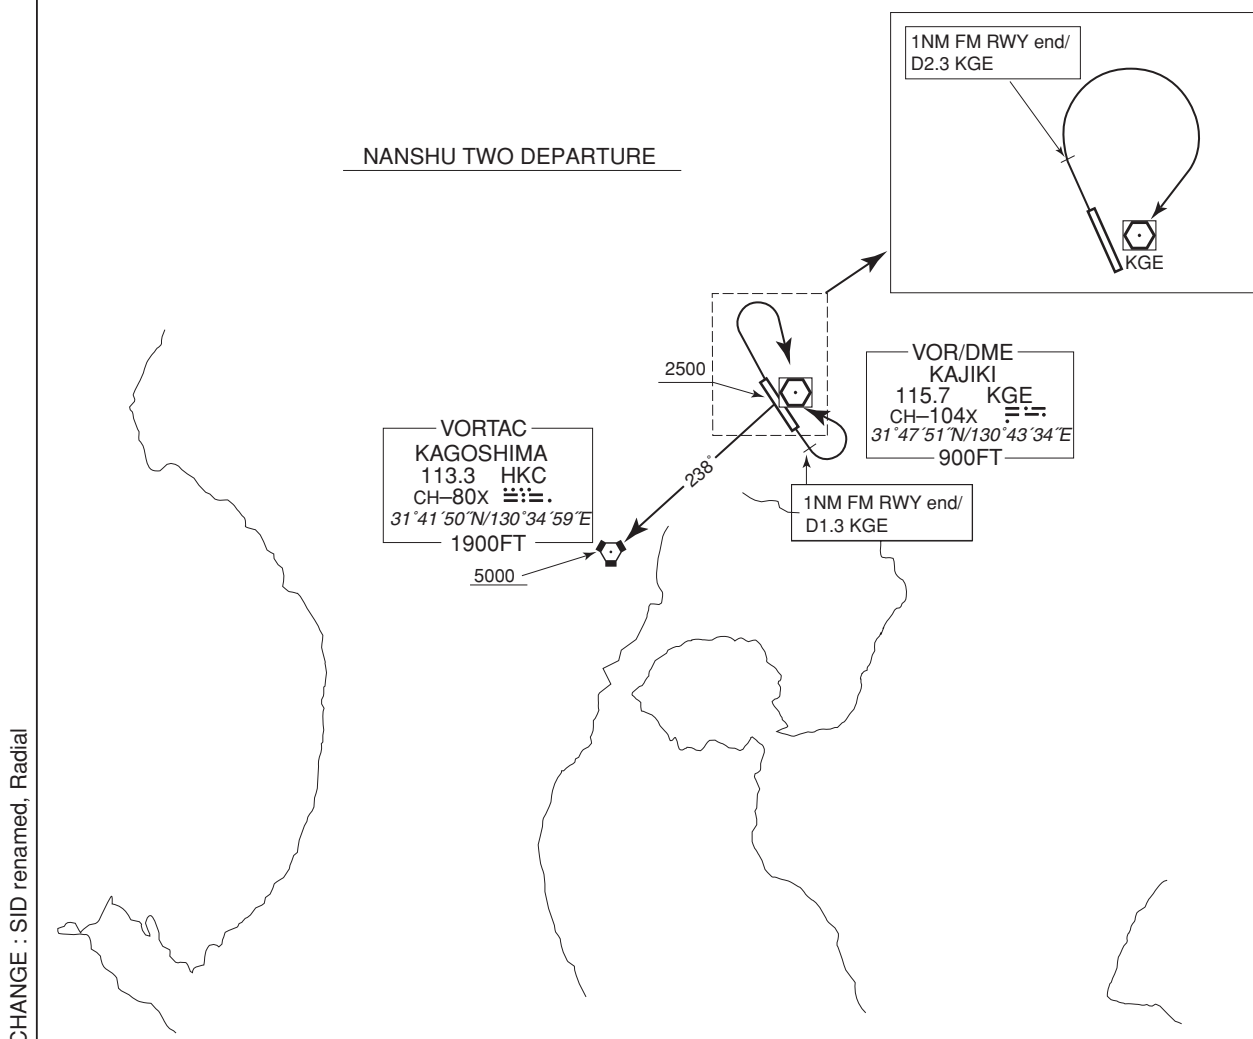 1NM FM RWY end/
D2.3 KGE
NANSHU TWO DEPARTURE
KGE
2500
VOR/DME
KAJIKI
115.7 KGE
CH–104X
31°47´51˝N/130°43´34˝E
900FT
VORTAC
KAGOSHIMA
113.3 HKC
CH–80X
31°41´50˝N/130°34´59˝E
1900FT
238°
1NM FM RWY end/
D1.3 KGE
5000
CHANGE : SID renamed, Radial